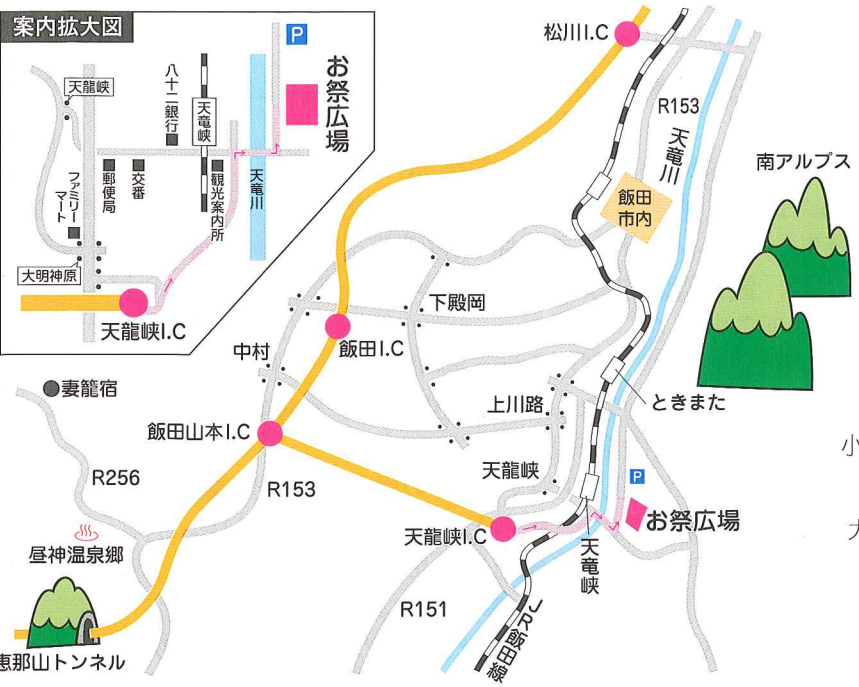 案内拡大図
P
お祭広場
天龍峡
八十二銀行
天竜峡
ファミリーマート
郵便局
交番
観光案内所
天竜川
大明神原
天龍峡I.C
松川I.C
R153
天竜川
飯田
市内
南アルプス
下殿岡
飯田I.C
中村
妻籠宿
上川路
ときまた
飯田山本I.C
R256
R153
天龍峡
P
お祭広場
天龍峡I.C
天竜峡
昼神温泉郷
R151
JR飯田線
恵那山トンネル
小